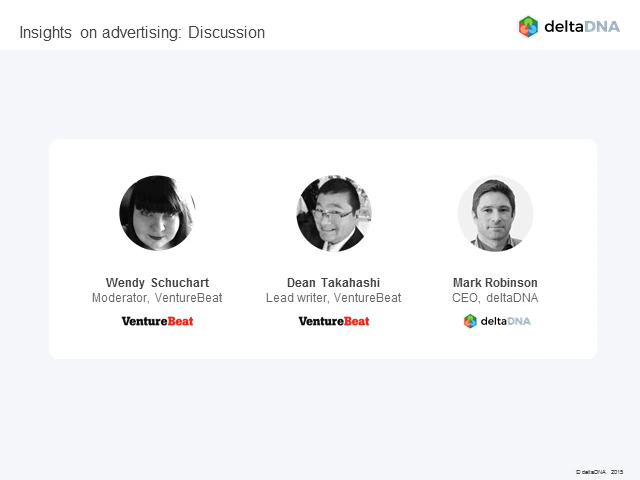 Insights on advertising: Discussion
deltaDNA
Wendy Schuchart
Moderator, VentureBeat
VentureBeat
Dean Takahashi
Lead writer, VentureBeat
VentureBeat
Mark Robinson
CEO, deltaDNA
deltaDNA
© deltaDNA 2015